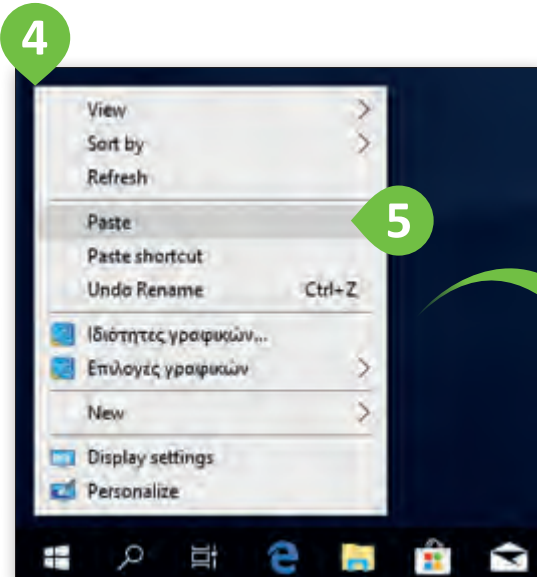 4
View
Sort by
Refresh
Paste
5
Paste shortcut
Undo Rename Ctrl+Z
Ιδιότητες γραφικών...
Επιλογές γραφικών
New
Display settings
Personalize